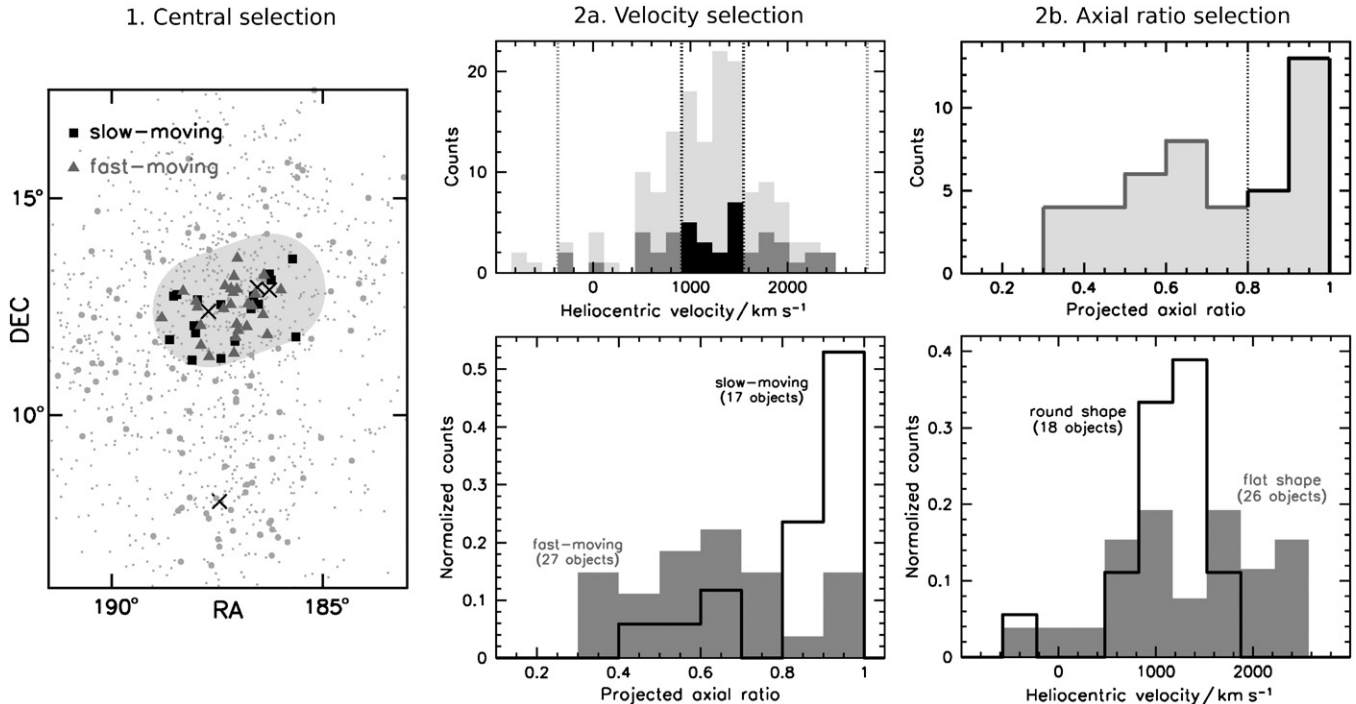 1. Central selection
slow-moving
fast-moving
15°
10°
DEC
190°
RA
185°
2a. Velocity selection
20
10
0
Counts
0
1000
2000
Heliocentric velocity / km s⁻¹
0.5
0.4
0.3
0.2
0.1
0
Normalized counts
slow-moving
(17 objects)
fast-moving
(27 objects)
0.2
0.4
0.6
0.8
1
Projected axial ratio
2b. Axial ratio selection
10
5
0
Counts
0.2
0.4
0.6
0.8
1
Projected axial ratio
0.4
0.3
0.2
0.1
0
Normalized counts
round shape
(18 objects)
flat shape
(26 objects)
0
1000
2000
Heliocentric velocity / km s⁻¹